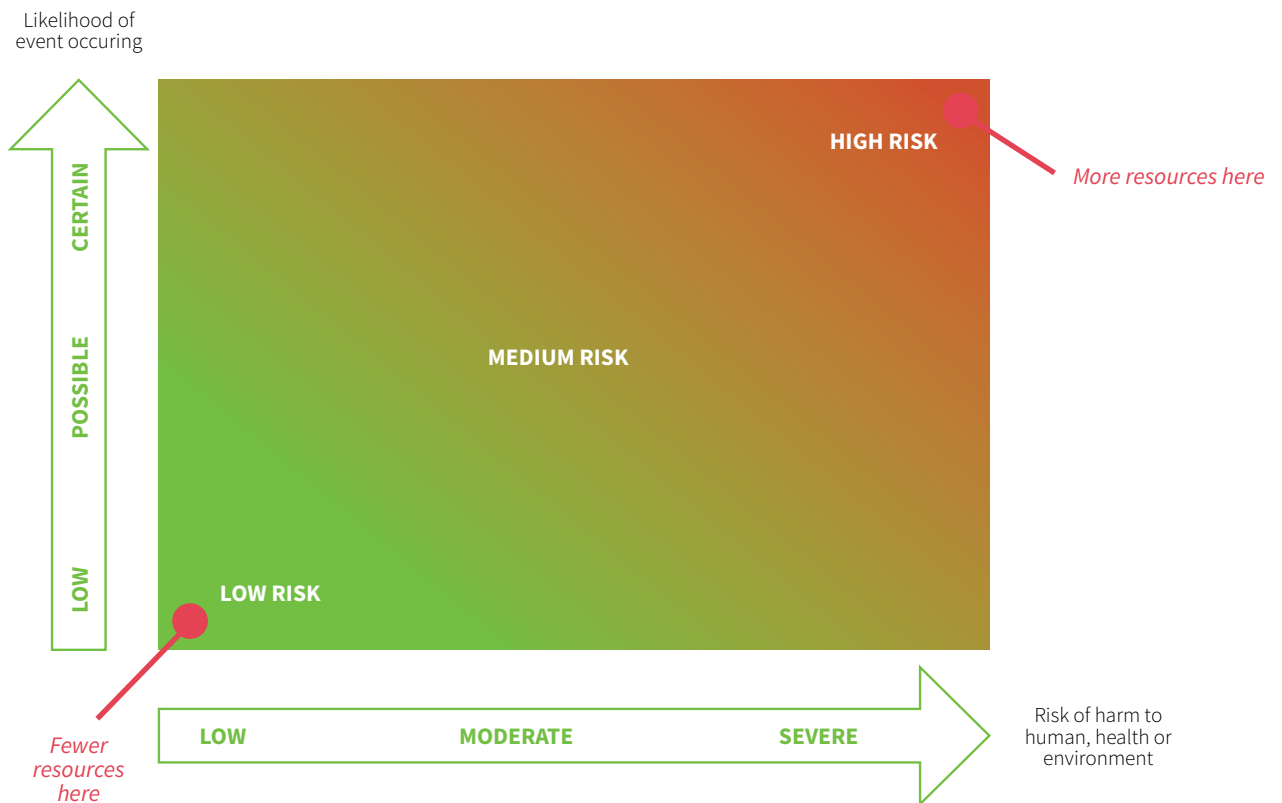 Likelihood of
event occuring
CERTAIN
POSSIBLE
LOW
HIGH RISK
More resources here
MEDIUM RISK
LOW RISK
Fewer
resources
here
LOW
MODERATE
SEVERE
Risk of harm to
human, health or
environment